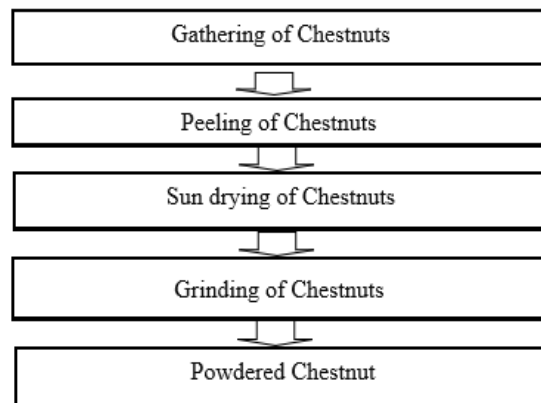 Gathering of Chestnuts
Peeling of Chestnuts
Sun drying of Chestnuts
Grinding of Chestnuts
Powdered Chestnut